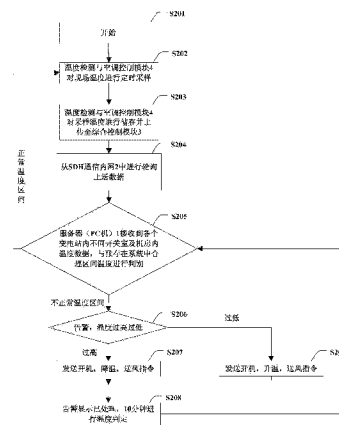 S201
开始
S202
温度检测与空调控制模块4
对现场温度进行定时采样
S203
温度检测与空调控制模块4
对采样温度进行储存并上
传至综合控制模块3
S204
从SDH通信内网2中进行轮询
上送数据
正常温度区间
S205
服务器（PC机）1接收到各个
变电站内不同开关室及机房内
温度数据，与预存在系统中合
理区间温度进行判别
不正常温度区间
S206
告警，温度过高过低
过低
过高
S207
发送开机，降温，送风指令
发送开机，升温，送风指令
S208
告警显示已处理，10分钟进
行温度判定